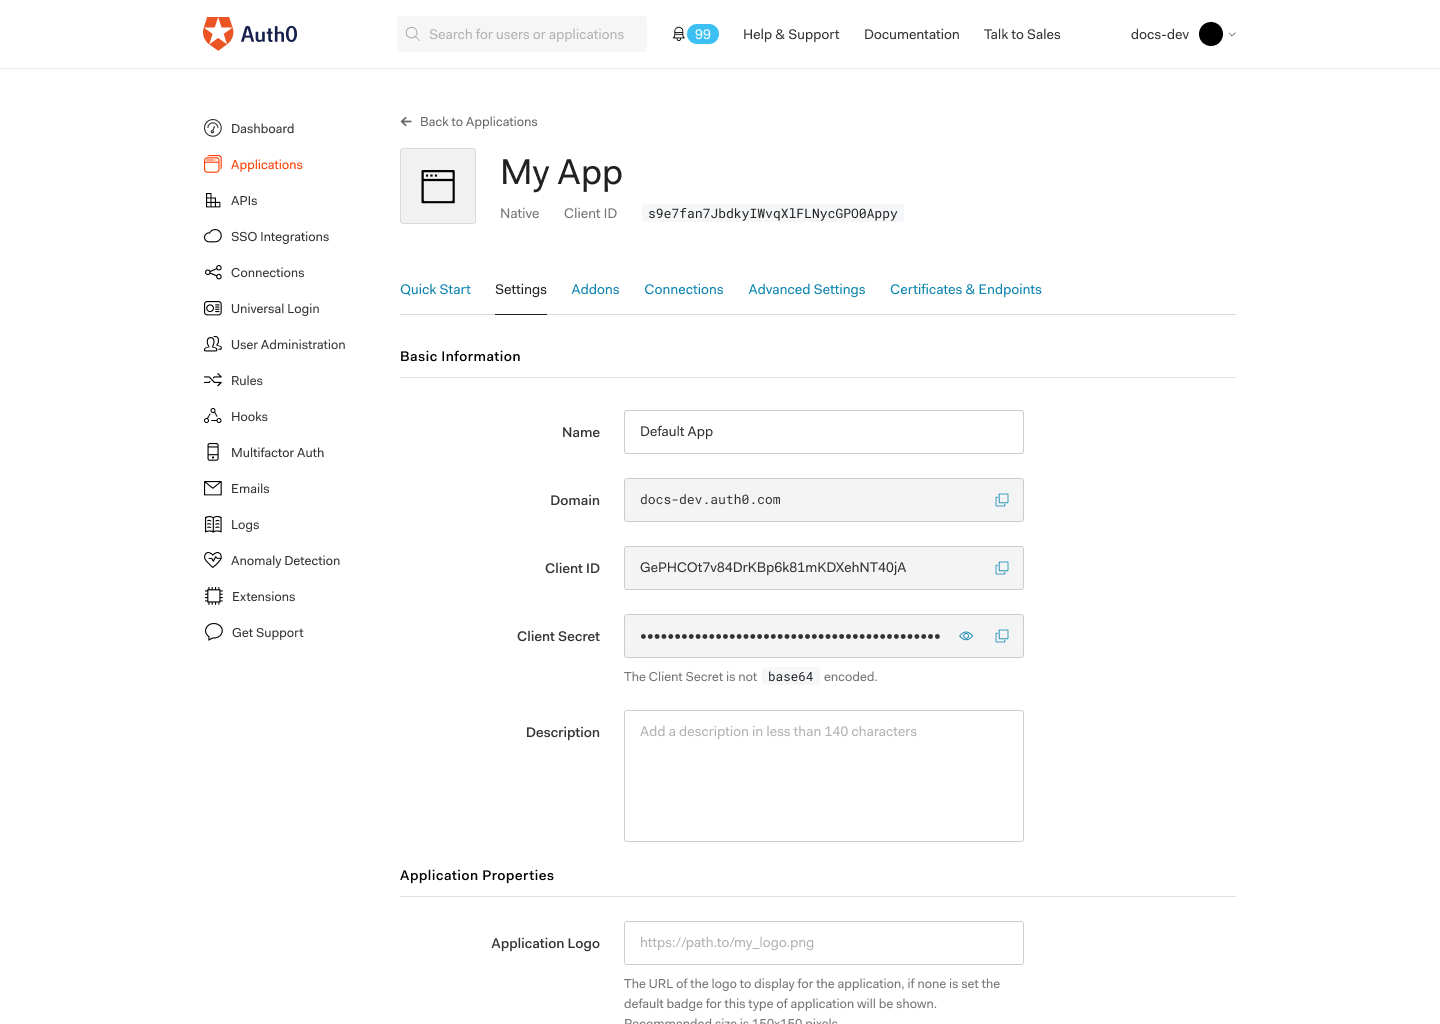 Auth0
Search for users or applications
99
Help & Support
Documentation
Talk to Sales
docs-dev
Dashboard
Applications
APIs
SSO Integrations
Connections
Universal Login
User Administration
Rules
Hooks
Multifactor Auth
Emails
Logs
Anomaly Detection
Extensions
Get Support
Back to Applications
My App
Native Client ID s9e7fan7JbdkyIWvqXlFLNycGPO0Appy
Quick Start Settings Addons Connections Advanced Settings Certificates & Endpoints
Basic Information
Name Default App
Domain docs-dev.auth0.com
Client ID GePHCOt7v84DrKBp6k81mKDXehNT40jA
Client Secret ••••••••••••••••••••••••••••••••••••••••••••
The Client Secret is not base64 encoded.
Description Add a description in less than 140 characters
Application Properties
Application Logo https://path.to/my_logo.png
The URL of the logo to display for the application, if none is set the
default badge for this type of application will be shown.
Recommended size is 150x150 pixels.